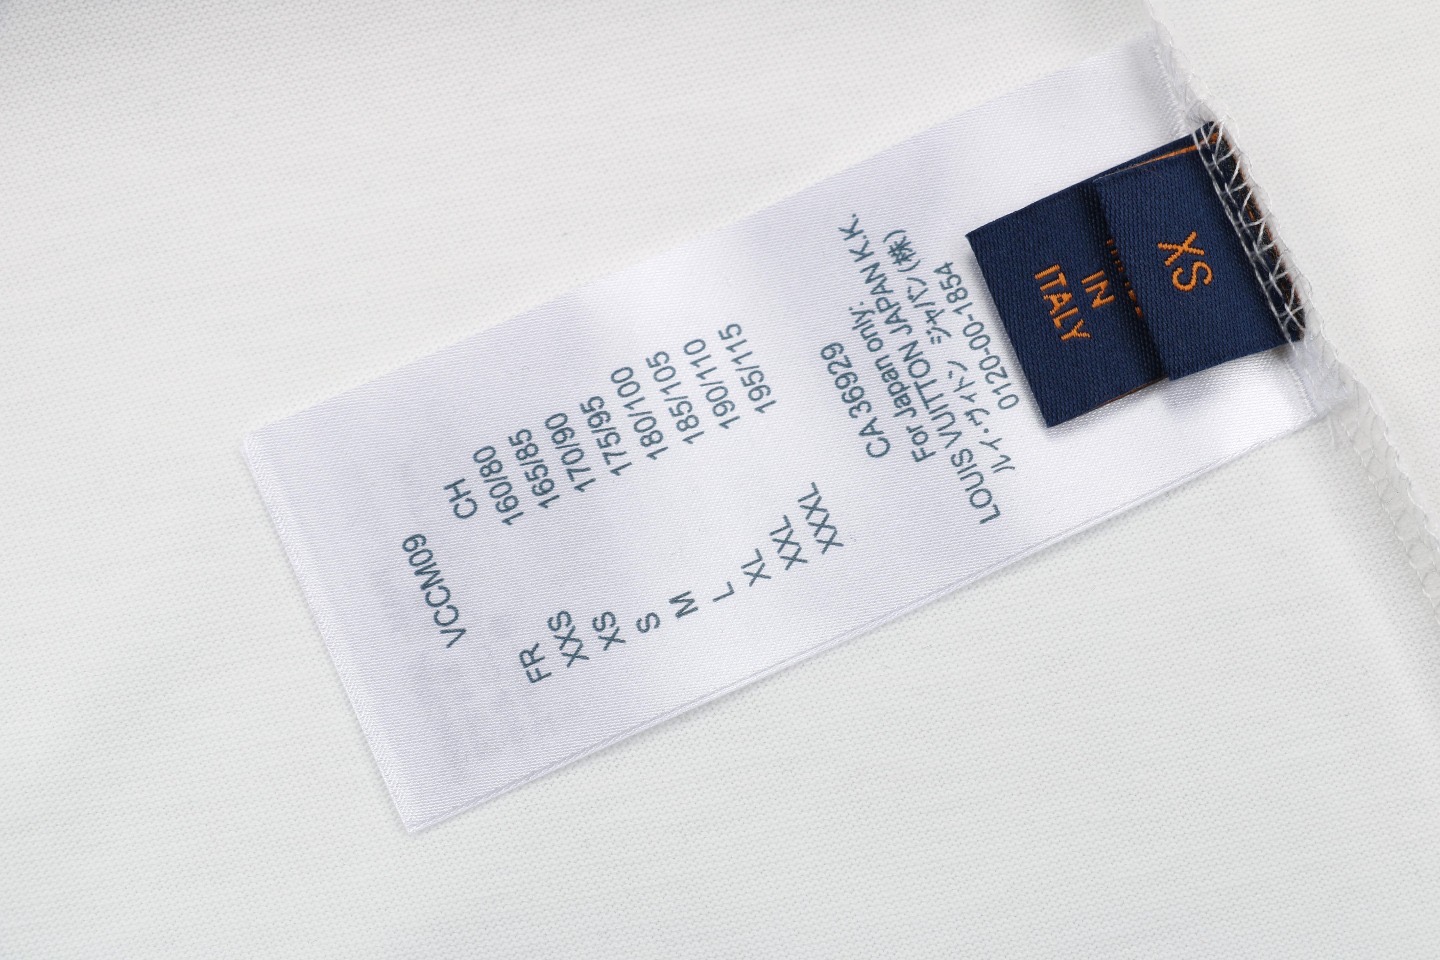 VCCM09
FR CH
XXS 160/80
XS 165/85
S 170/90
M 175/95
L 180/100
XL 185/105
XXL 190/110
XXXL 195/115
CA 36929
For Japan only:
LOUIS VUITTON JAPAN K.K.
ルイ・ヴィトン ジャパン(株)
0120-00-1854
XS
IN
ITALY